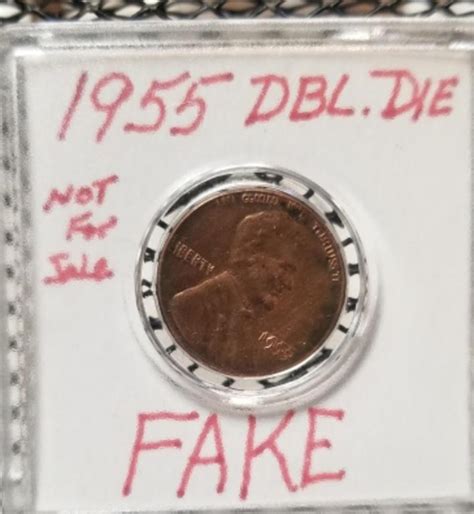 1955 DBL. DIE
NOT
For
Sale
IN GOD WE TRUST
LIBERTY
1955
FAKE